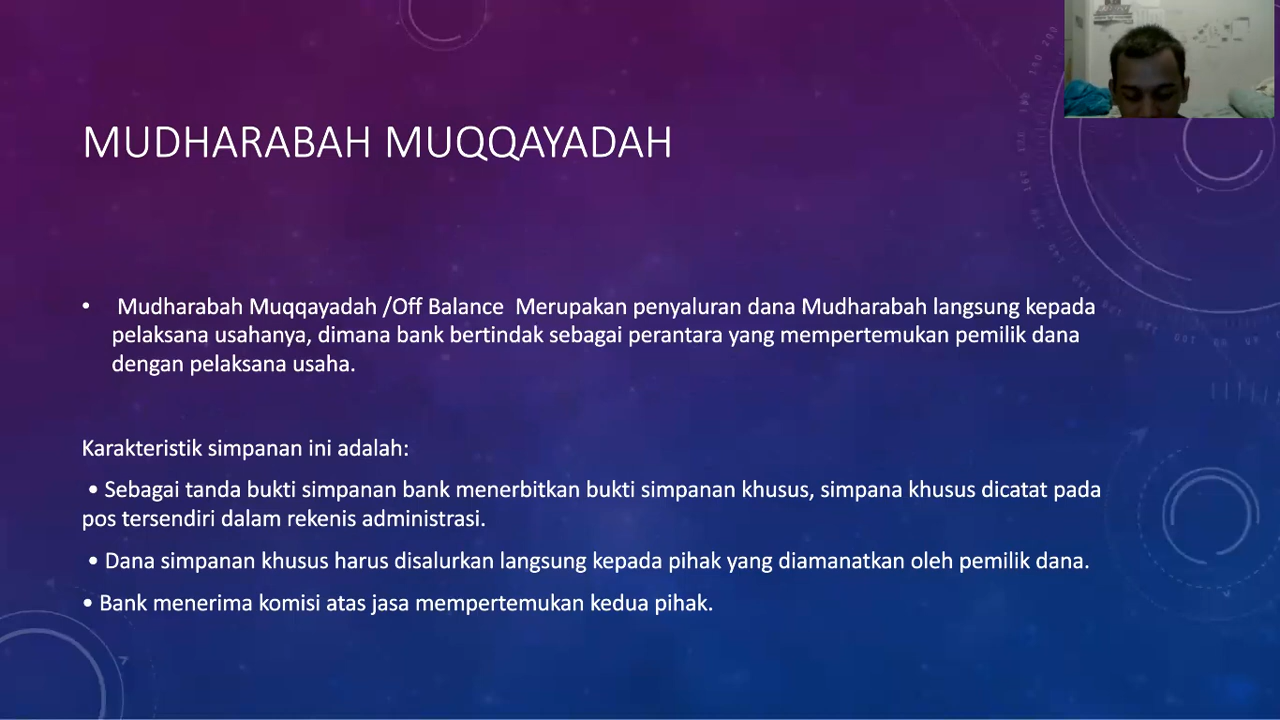 MUDHARABAH MUQQAYADAH
• Mudharabah Muqqayadah /Off Balance Merupakan penyaluran dana Mudharabah langsung kepada
pelaksana usahanya, dimana bank bertindak sebagai perantara yang mempertemukan pemilik dana
dengan pelaksana usaha.
Karakteristik simpanan ini adalah:
• Sebagai tanda bukti simpanan bank menerbitkan bukti simpanan khusus, simpana khusus dicatat pada
pos tersendiri dalam rekenis administrasi.
• Dana simpanan khusus harus disalurkan langsung kepada pihak yang diamanatkan oleh pemilik dana.
• Bank menerima komisi atas jasa mempertemukan kedua pihak.